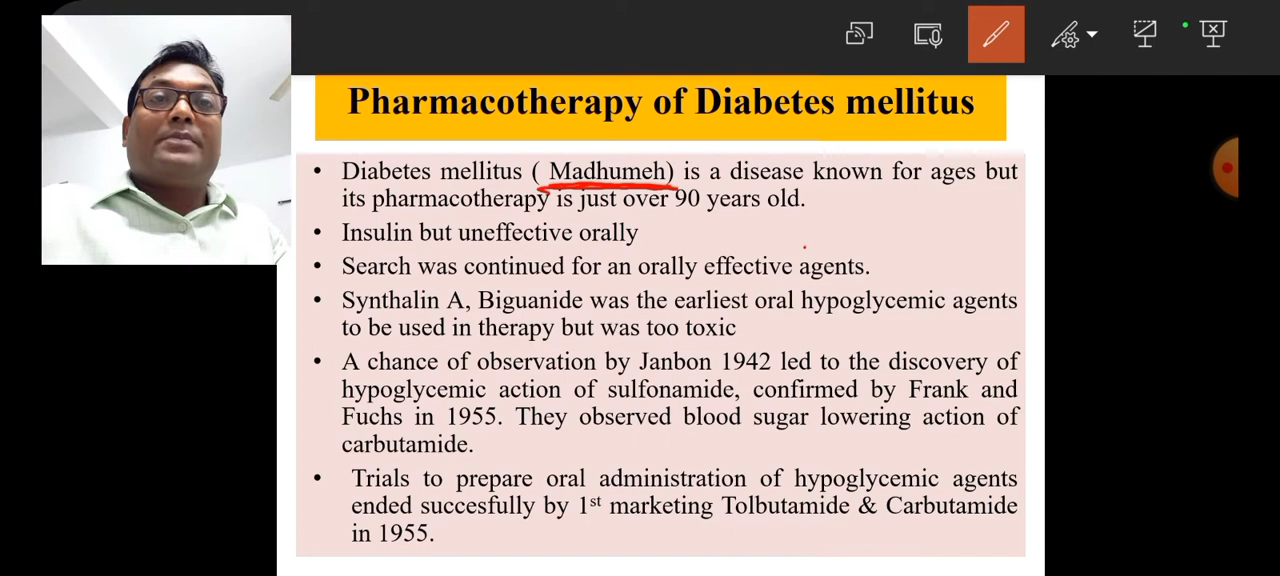 Pharmacotherapy of Diabetes mellitus
• Diabetes mellitus ( Madhumeh) is a disease known for ages but
its pharmacotherapy is just over 90 years old.
• Insulin but uneffective orally
• Search was continued for an orally effective agents.
• Synthalin A, Biguanide was the earliest oral hypoglycemic agents
to be used in therapy but was too toxic
• A chance of observation by Janbon 1942 led to the discovery of
hypoglycemic action of sulfonamide, confirmed by Frank and
Fuchs in 1955. They observed blood sugar lowering action of
carbutamide.
• Trials to prepare oral administration of hypoglycemic agents
ended succesfully by 1st marketing Tolbutamide & Carbutamide
in 1955.